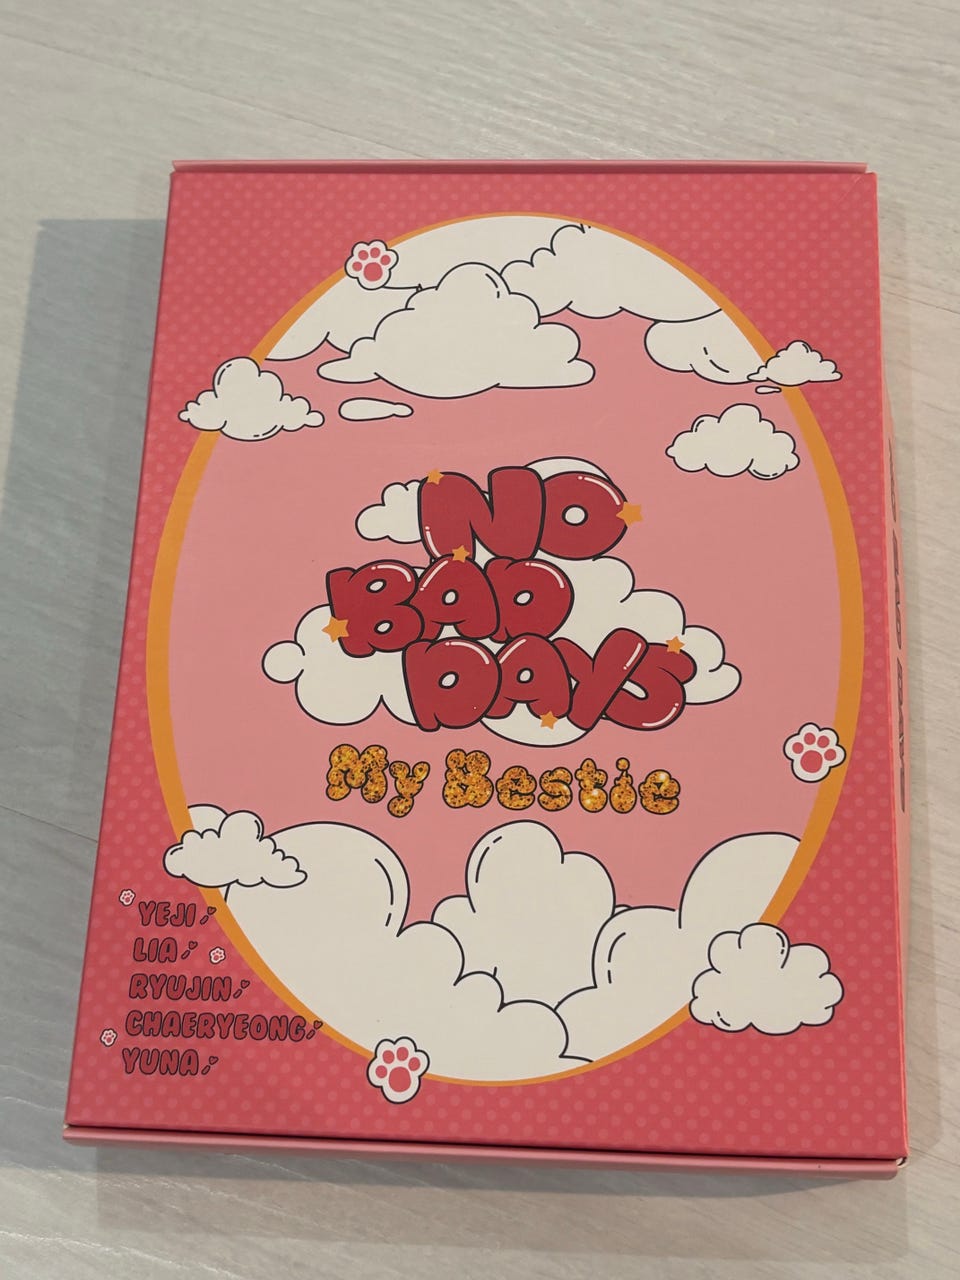 NO
BAD
DAYS
My Bestie
YEJI
LIA
RYUJIN
CHAERYEONG
YUNA